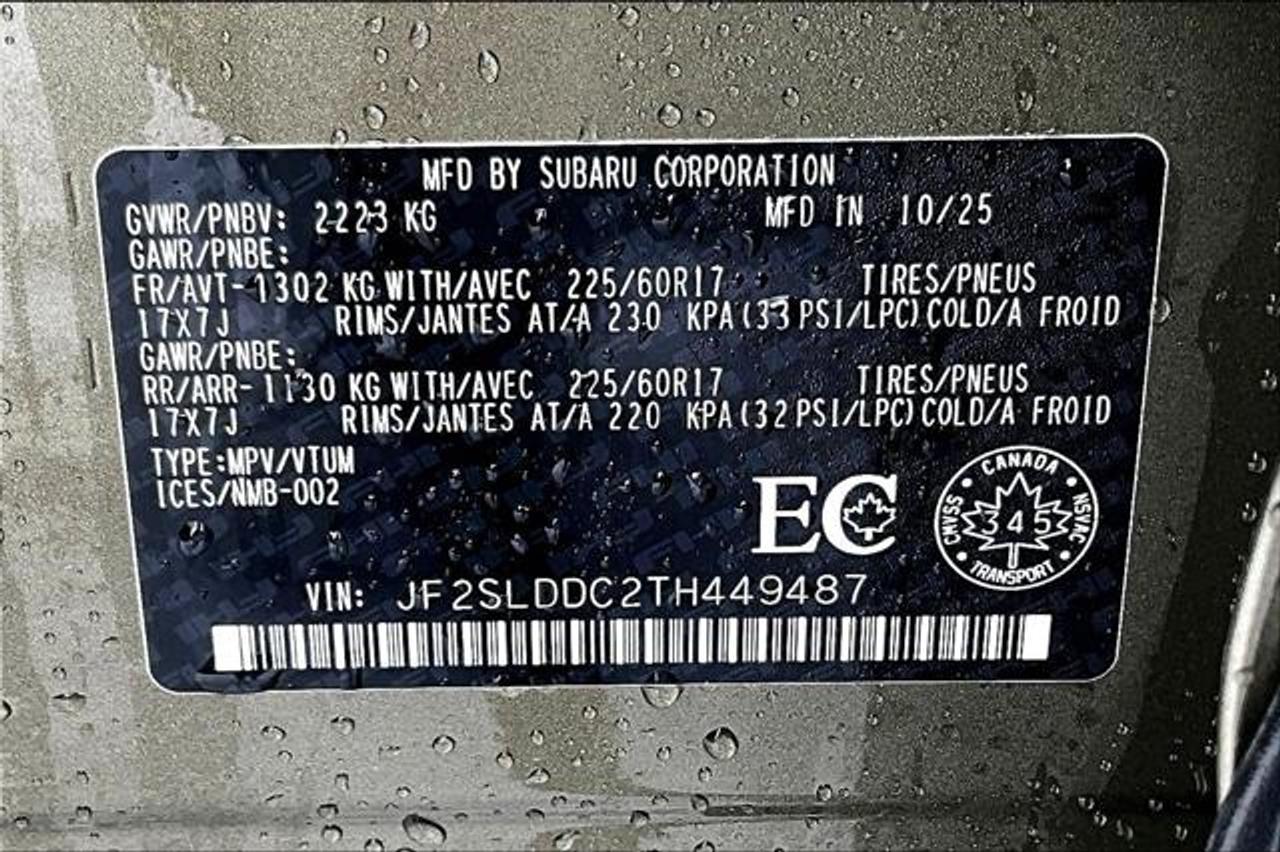 MFD BY SUBARU CORPORATION
GVWR/PNBV: 2223 KG MFD IN 10/25
GAWR/PNBE:
FR/AVT-1302 KG WITH/AVEC 225/60R17 TIRES/PNEUS
17X7J RIMS/JANTES AT/A 230 KPA(33PSI/LPC)COLD/A FROID
GAWR/PNBE:
RR/ARR-1130 KG WITH/AVEC 225/60R17 TIRES/PNEUS
17X7J RIMS/JANTES AT/A 220 KPA(32PSI/LPC)COLD/A FROID
TYPE:MPV/VTUM
ICES/NMB-002
EC
CANADA
CMVSS 345 NSVAC
TRANSPORT
VIN: JF2SLDDC2TH449487